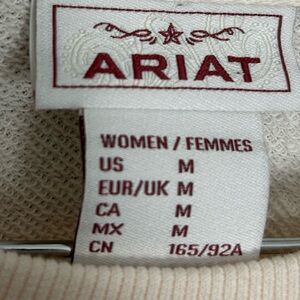 ARIAT
WOMEN / FEMMES
US M
EUR/UK M
CA M
MX M
CN 165/92A